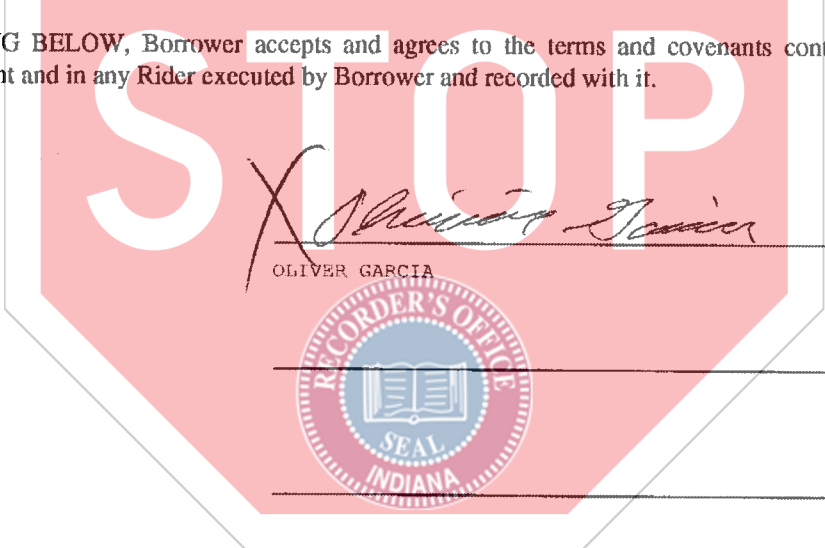 G BELOW, Borrower accepts and agrees to the terms and covenants cont
nt and in any Rider executed by Borrower and recorded with it.
STOP
X
OLIVER GARCIA
RECORDER'S OFFICE
SEAL
INDIANA